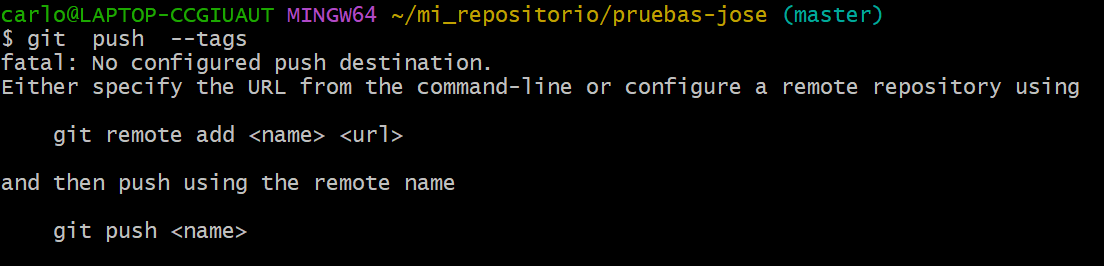 carlo@LAPTOP-CCGIUAUT MINGW64 ~/mi_repositorio/pruebas-jose (master)
$ git  push  --tags
fatal: No configured push destination.
Either specify the URL from the command-line or configure a remote repository using

    git remote add <name> <url>

and then push using the remote name

    git push <name>